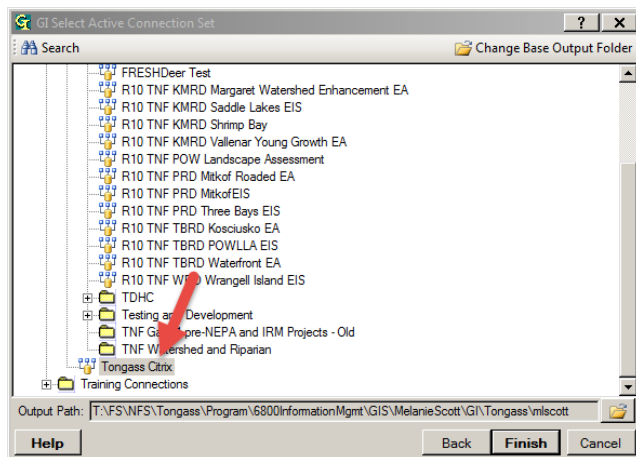 GI Select Active Connection Set
? X
Search Change Base Output Folder
FRESHDeer Test
R10 TNF KMRD Margaret Watershed Enhancement EA
R10 TNF KMRD Saddle Lakes EIS
R10 TNF KMRD Shrimp Bay
R10 TNF KMRD Vallenar Young Growth EA
R10 TNF POW Landscape Assessment
R10 TNF PRD Mitkof Roaded EA
R10 TNF PRD MitkofEIS
R10 TNF PRD Three Bays EIS
R10 TNF TBRD Kosciusko EA
R10 TNF TBRD POWLLA EIS
R10 TNF TBRD Waterfront EA
R10 TNF Wrangell Island EIS
TDHC
Testing and Development
TNF pre-NEPA and IRM Projects - Old
TNF Watershed and Riparian
Tongass Citrix
Training Connections
Output Path: T:\FS\NFS\Tongass\Program\6800InformationMgmt\GIS\MelanieScott\GI\Tongass\mlscott
Help Back Finish Cancel